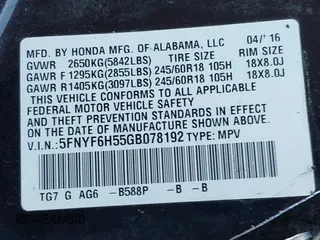 MFD. BY HONDA MFG. OF ALABAMA, LLC 04/'16
GVWR 2650KG(5842LBS) TIRE SIZE RIM SIZE
GAWR F 1295KG(2855LBS) 245/60R18 105H 18X8.0J
GAWR R1405KG(3097LBS) 245/60R18 105H 18X8.0J
THIS VEHICLE CONFORMS TO ALL APPLICABLE
FEDERAL MOTOR VEHICLE SAFETY AND
THEFT PREVENTION STANDARDS IN EFFECT ON
THE DATE OF MANUFACTURE SHOWN ABOVE.
V.I.N.: 5FNYF6H55GB078192 TYPE: MPV
TG7 G AG6 -B588P -B -B